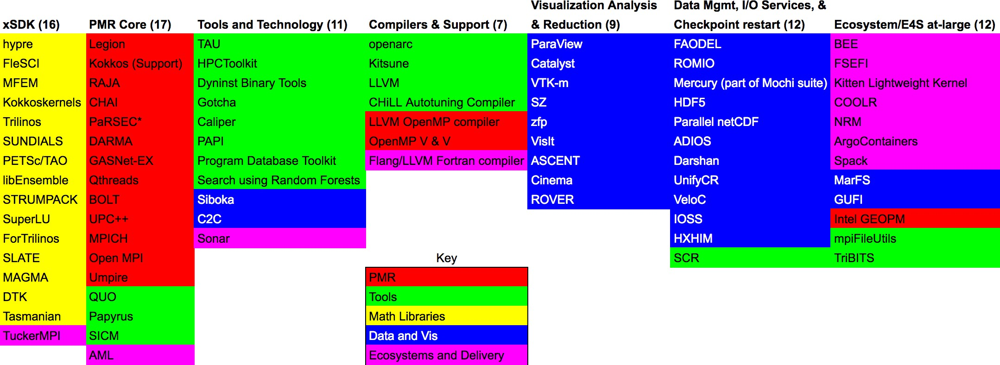 xSDK (16)
hypre
FleSCI
MFEM
Kokkoskernels
Trilinos
SUNDIALS
PETSc/TAO
libEnsemble
STRUMPACK
SuperLU
ForTrilinos
SLATE
MAGMA
DTK
Tasmanian
TuckerMPI
PMR Core (17)
Legion
Kokkos (Support)
RAJA
CHAI
PaRSEC*
DARMA
GASNet-EX
Qthreads
BOLT
UPC++
MPICH
Open MPI
Umpire
QUO
Papyrus
SICM
AML
Tools and Technology (11)
TAU
HPCToolkit
Dyninst Binary Tools
Gotcha
Caliper
PAPI
Program Database Toolkit
Search using Random Forests
Siboka
C2C
Sonar
Compilers & Support (7)
openarc
Kitsune
LLVM
CHiLL Autotuning Compiler
LLVM OpenMP compiler
OpenMP V & V
Flang/LLVM Fortran compiler
Key
PMR
Tools
Math Libraries
Data and Vis
Ecosystems and Delivery
Visualization Analysis
& Reduction (9)
ParaView
Catalyst
VTK-m
SZ
zfp
VisIt
ASCENT
Cinema
ROVER
Data Mgmt, I/O Services, &
Checkpoint restart (12)
FAODEL
ROMIO
Mercury (part of Mochi suite)
HDF5
Parallel netCDF
ADIOS
Darshan
UnifyCR
VeloC
IOSS
HXHIM
SCR
Ecosystem/E4S at-large (12)
BEE
FSEFI
Kitten Lightweight Kernel
COOLR
NRM
ArgoContainers
Spack
MarFS
GUFI
Intel GEOPM
mpiFileUtils
TriBITS